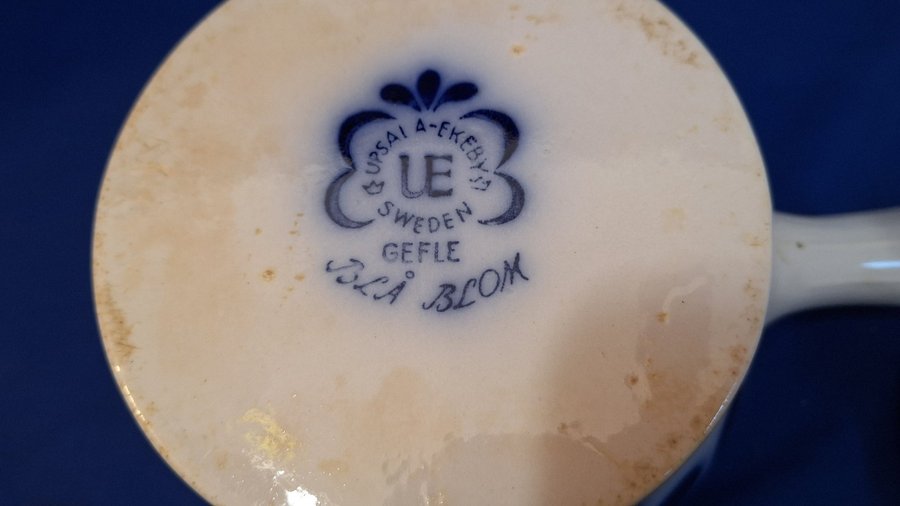 UPSALA-EKEBY
UE
SWEDEN
GEFLE
BLÅ BLOM